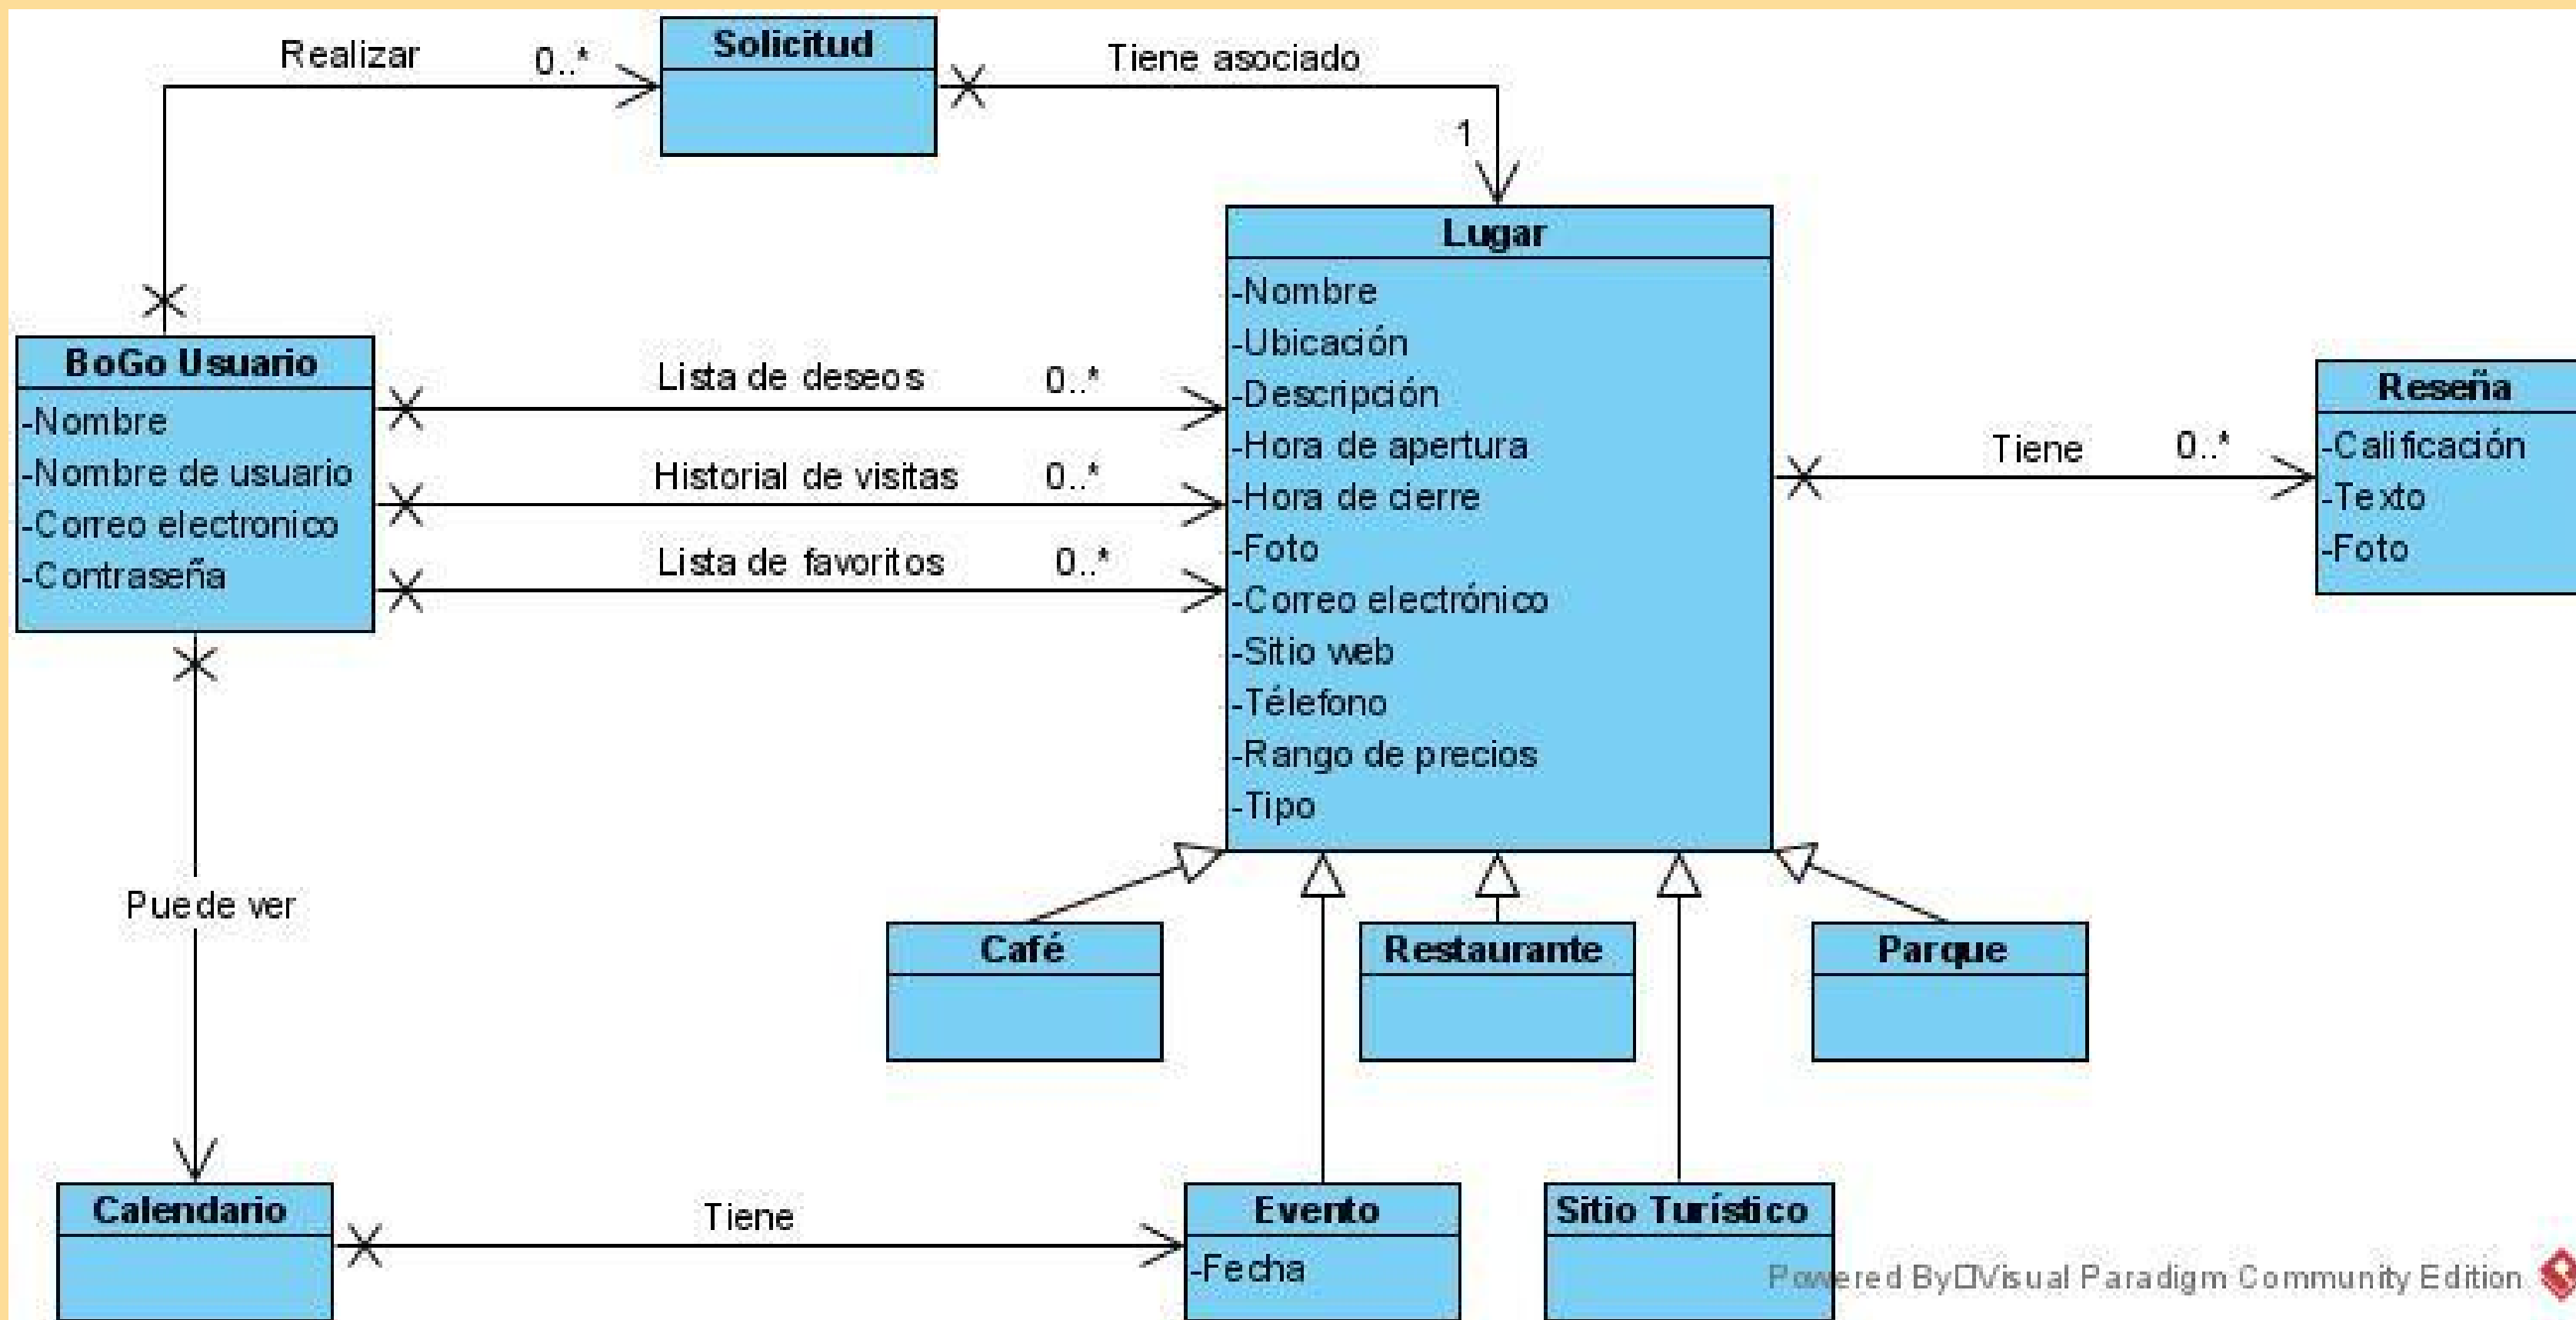 Realizar
0..*
Solicitud
Tiene asociado
1
BoGo Usuario
-Nombre
-Nombre de usuario
-Correo electronico
-Contraseña
Lista de deseos
0..*
Historial de visitas
0..*
Lista de favoritos
0..*
Lugar
-Nombre
-Ubicación
-Descripción
-Hora de apertura
-Hora de cierre
-Foto
-Correo electrónico
-Sitio web
-Télefono
-Rango de precios
-Tipo
Tiene
0..*
Reseña
-Calificación
-Texto
-Foto
Puede ver
Café
Restaurante
Parque
Calendario
Tiene
Evento
-Fecha
Sitio Turístico
Powered By□Visual Paradigm Community Edition